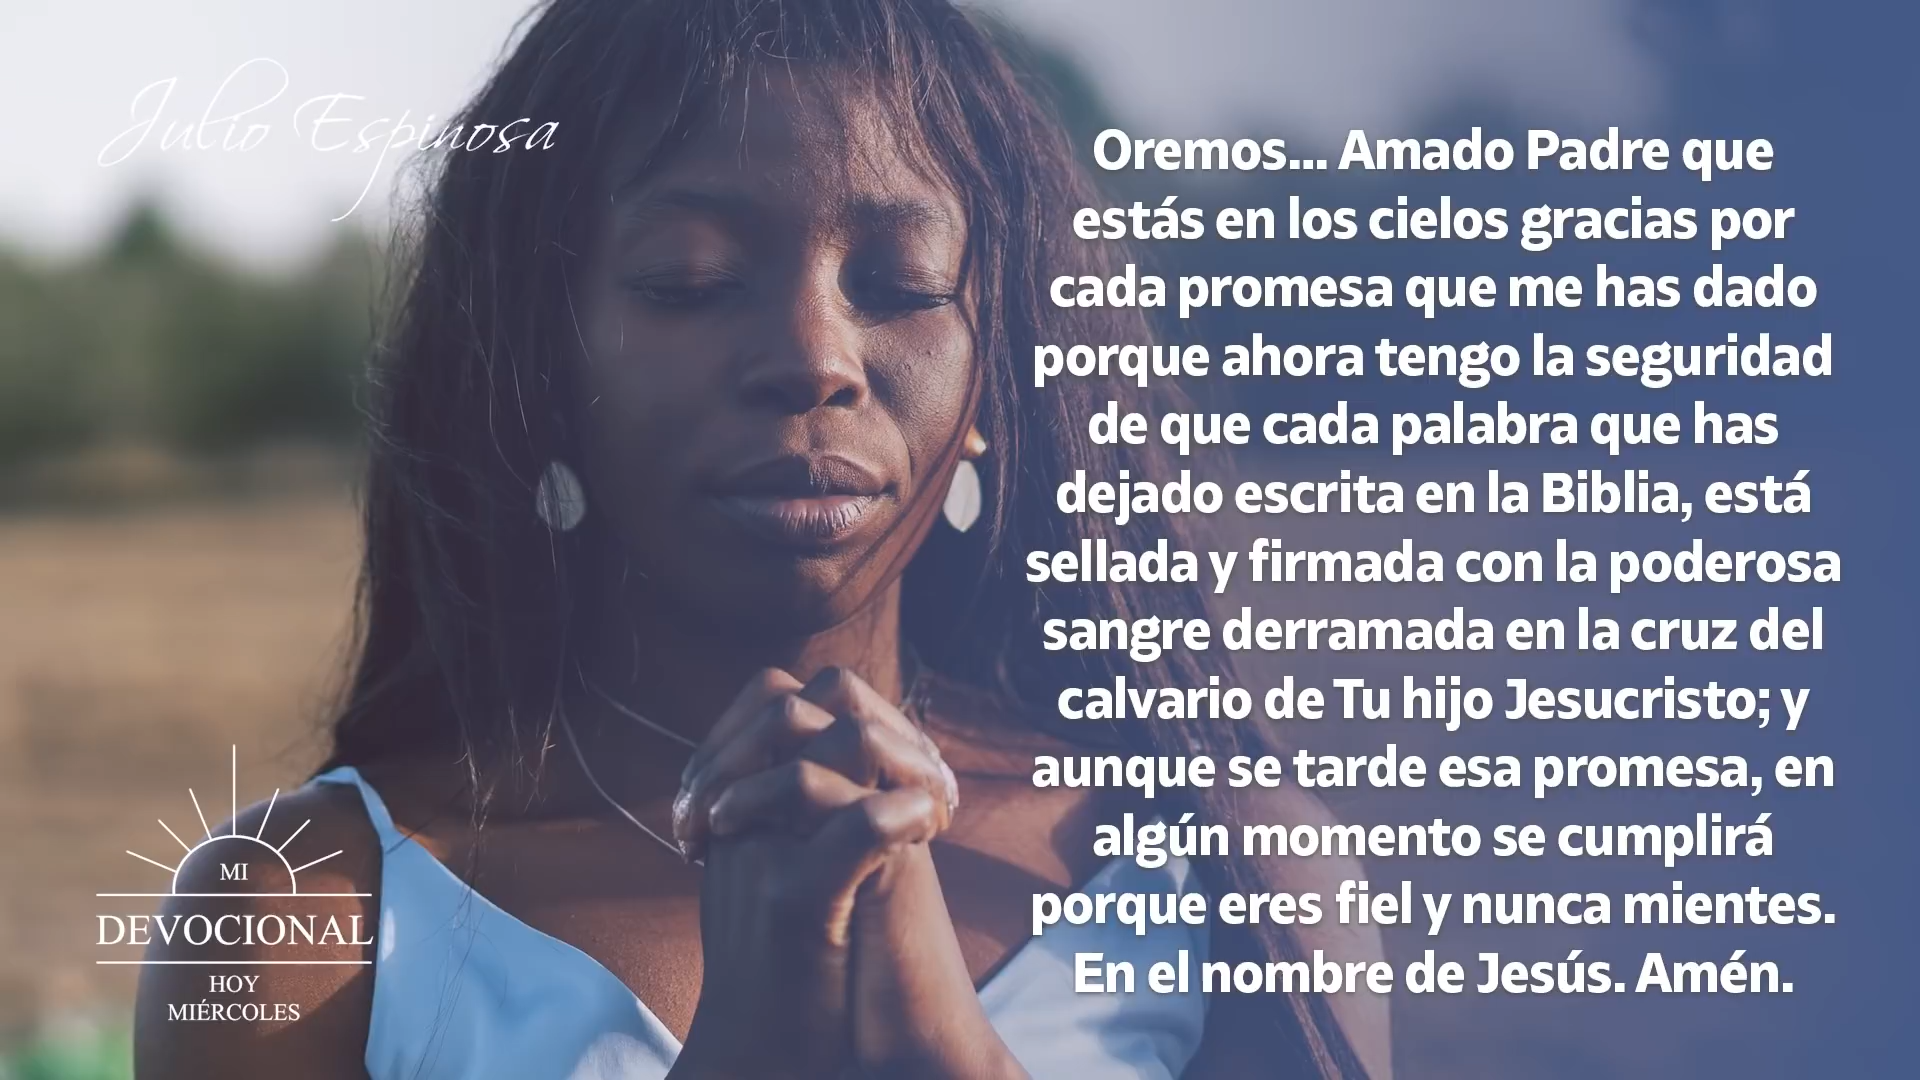 Julio Espinosa
Oremos... Amado Padre que
estás en los cielos gracias por
cada promesa que me has dado
porque ahora tengo la seguridad
de que cada palabra que has
dejado escrita en la Biblia, está
sellada y firmada con la poderosa
sangre derramada en la cruz del
calvario de Tu hijo Jesucristo; y
aunque se tarde esa promesa, en
algún momento se cumplirá
porque eres fiel y nunca mientes.
En el nombre de Jesús. Amén.
MI
DEVOCIONAL
HOY
MIÉRCOLES